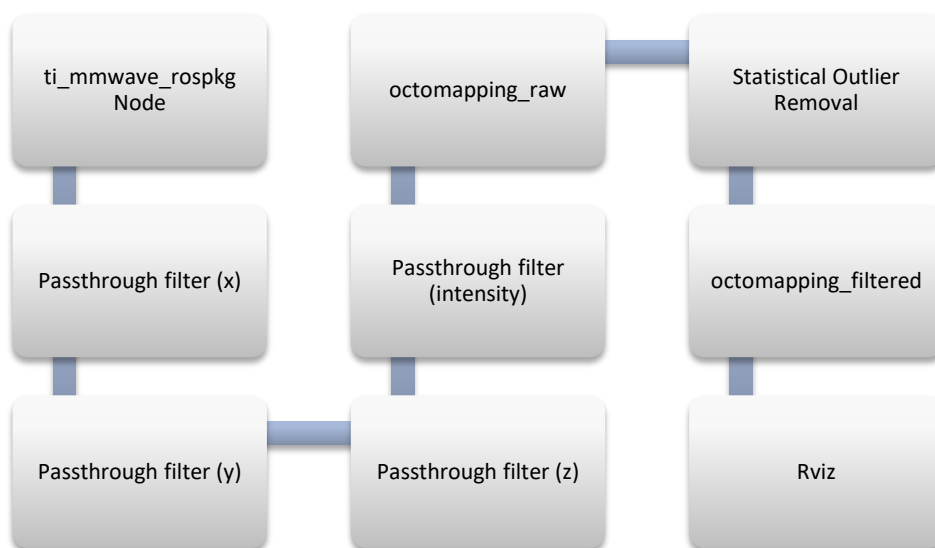 ti_mmwave_rospkg
Node
Passthrough filter (x)
Passthrough filter (y)
Passthrough filter (z)
Passthrough filter
(intensity)
octomapping_raw
Statistical Outlier
Removal
octomapping_filtered
Rviz